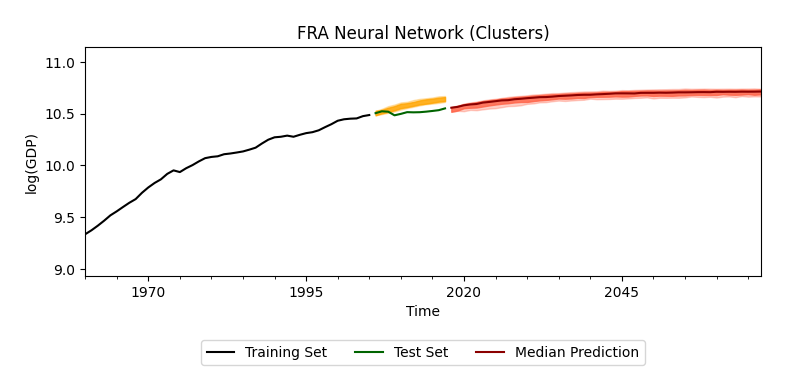 FRA Neural Network (Clusters)
log(GDP)
11.0
10.5
10.0
9.5
9.0
1970 1995 2020 2045
Time
Training Set Test Set Median Prediction